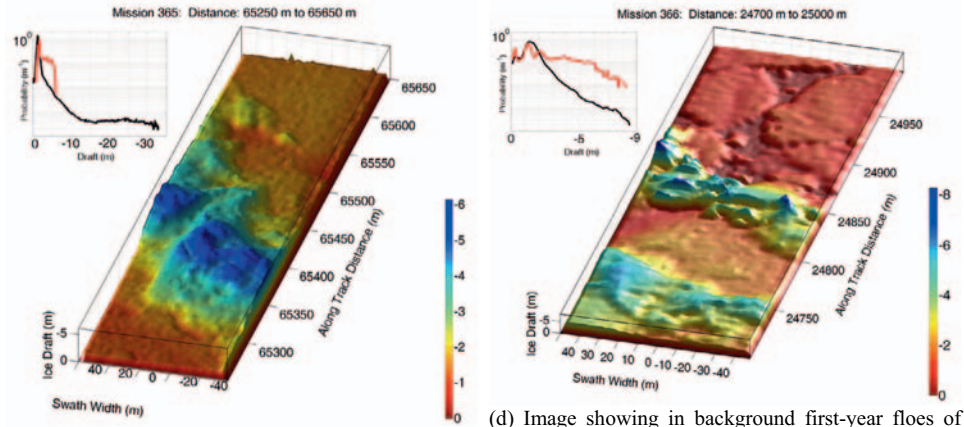 Mission 365: Distance: 65250 m to 65650 m
10⁰
Probability (m⁻¹)
0 -10 -20 -30
Draft (m)
65650
65600
65550
65500
65450
65400
65350
65300
Along Track Distance (m)
Ice Draft (m)
-5
0
40 20 0 -20 -40
Swath Width (m)
-6
-5
-4
-3
-2
-1
0
Mission 366: Distance: 24700 m to 25000 m
10⁰
Probability (m⁻¹)
0 -5 -9
Draft (m)
24950
24900
24850
24800
24750
Along Track Distance (m)
Ice Draft (m)
-5
0
40 30 20 10 0 -10 -20 -30 -40
Swath Width (m)
-8
-6
-4
-2
0
(d) Image showing in background first-year floes of